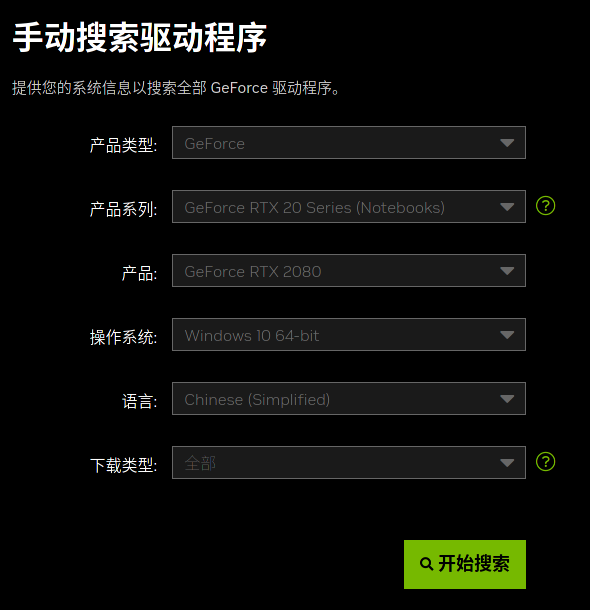 手动搜索驱动程序
提供您的系统信息以搜索全部 GeForce 驱动程序。
产品类型: GeForce
产品系列: GeForce RTX 20 Series (Notebooks) ?
产品: GeForce RTX 2080
操作系统: Windows 10 64-bit
语言: Chinese (Simplified)
下载类型: 全部 ?
开始搜索